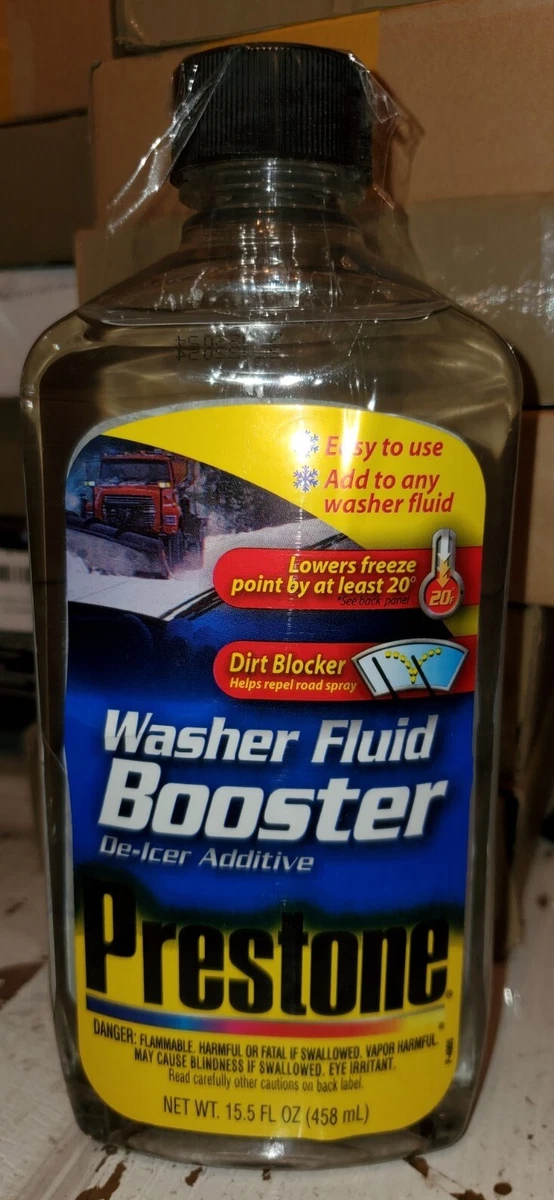 Easy to use
Add to any
washer fluid
Lowers freeze
point by at least 20°
*See back panel
20F
Dirt Blocker
Helps repel road spray
Washer Fluid
Booster
De-Icer Additive
Prestone
DANGER: FLAMMABLE. HARMFUL OR FATAL IF SWALLOWED. VAPOR HARMFUL.
MAY CAUSE BLINDNESS IF SWALLOWED. EYE IRRITANT.
Read carefully other cautions on back label.
NET WT. 15.5 FL OZ (458 mL)